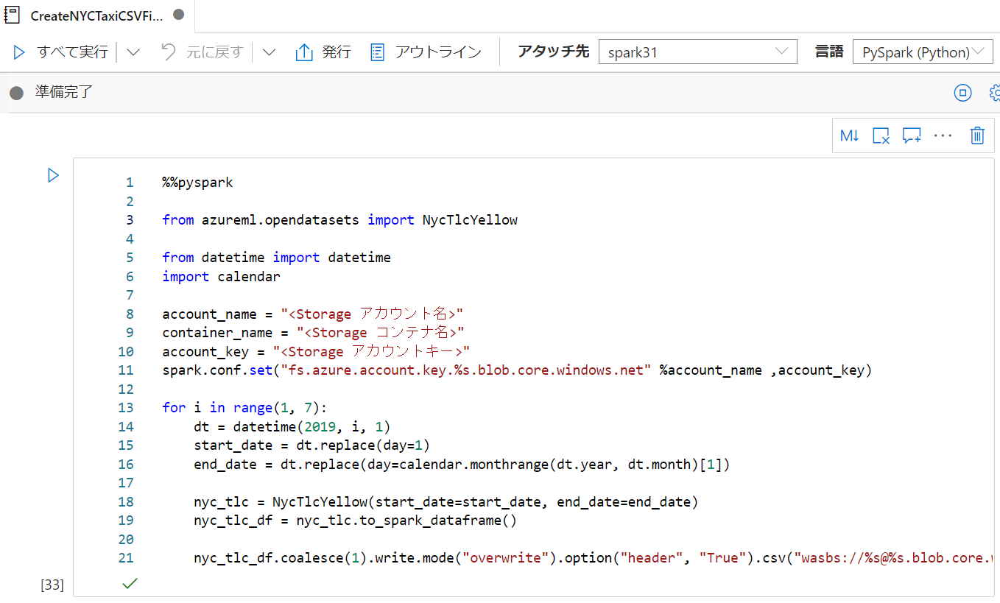 CreateNYCTaxiCSVFi...
すべて実行 元に戻す 発行 アウトライン アタッチ先 spark31 言語 PySpark (Python)
準備完了
M↓ ···
1 %%pyspark
2
3 from azureml.opendatasets import NycTlcYellow
4
5 from datetime import datetime
6 import calendar
7
8 account_name = "<Storage アカウント名>"
9 container_name = "<Storage コンテナ名>"
10 account_key = "<Storage アカウントキー>"
11 spark.conf.set("fs.azure.account.key.%s.blob.core.windows.net" %account_name ,account_key)
12
13 for i in range(1, 7):
14     dt = datetime(2019, i, 1)
15     start_date = dt.replace(day=1)
16     end_date = dt.replace(day=calendar.monthrange(dt.year, dt.month)[1])
17
18     nyc_tlc = NycTlcYellow(start_date=start_date, end_date=end_date)
19     nyc_tlc_df = nyc_tlc.to_spark_dataframe()
20
21     nyc_tlc_df.coalesce(1).write.mode("overwrite").option("header", "True").csv("wasbs://%s@%s.blob.core.
[33]